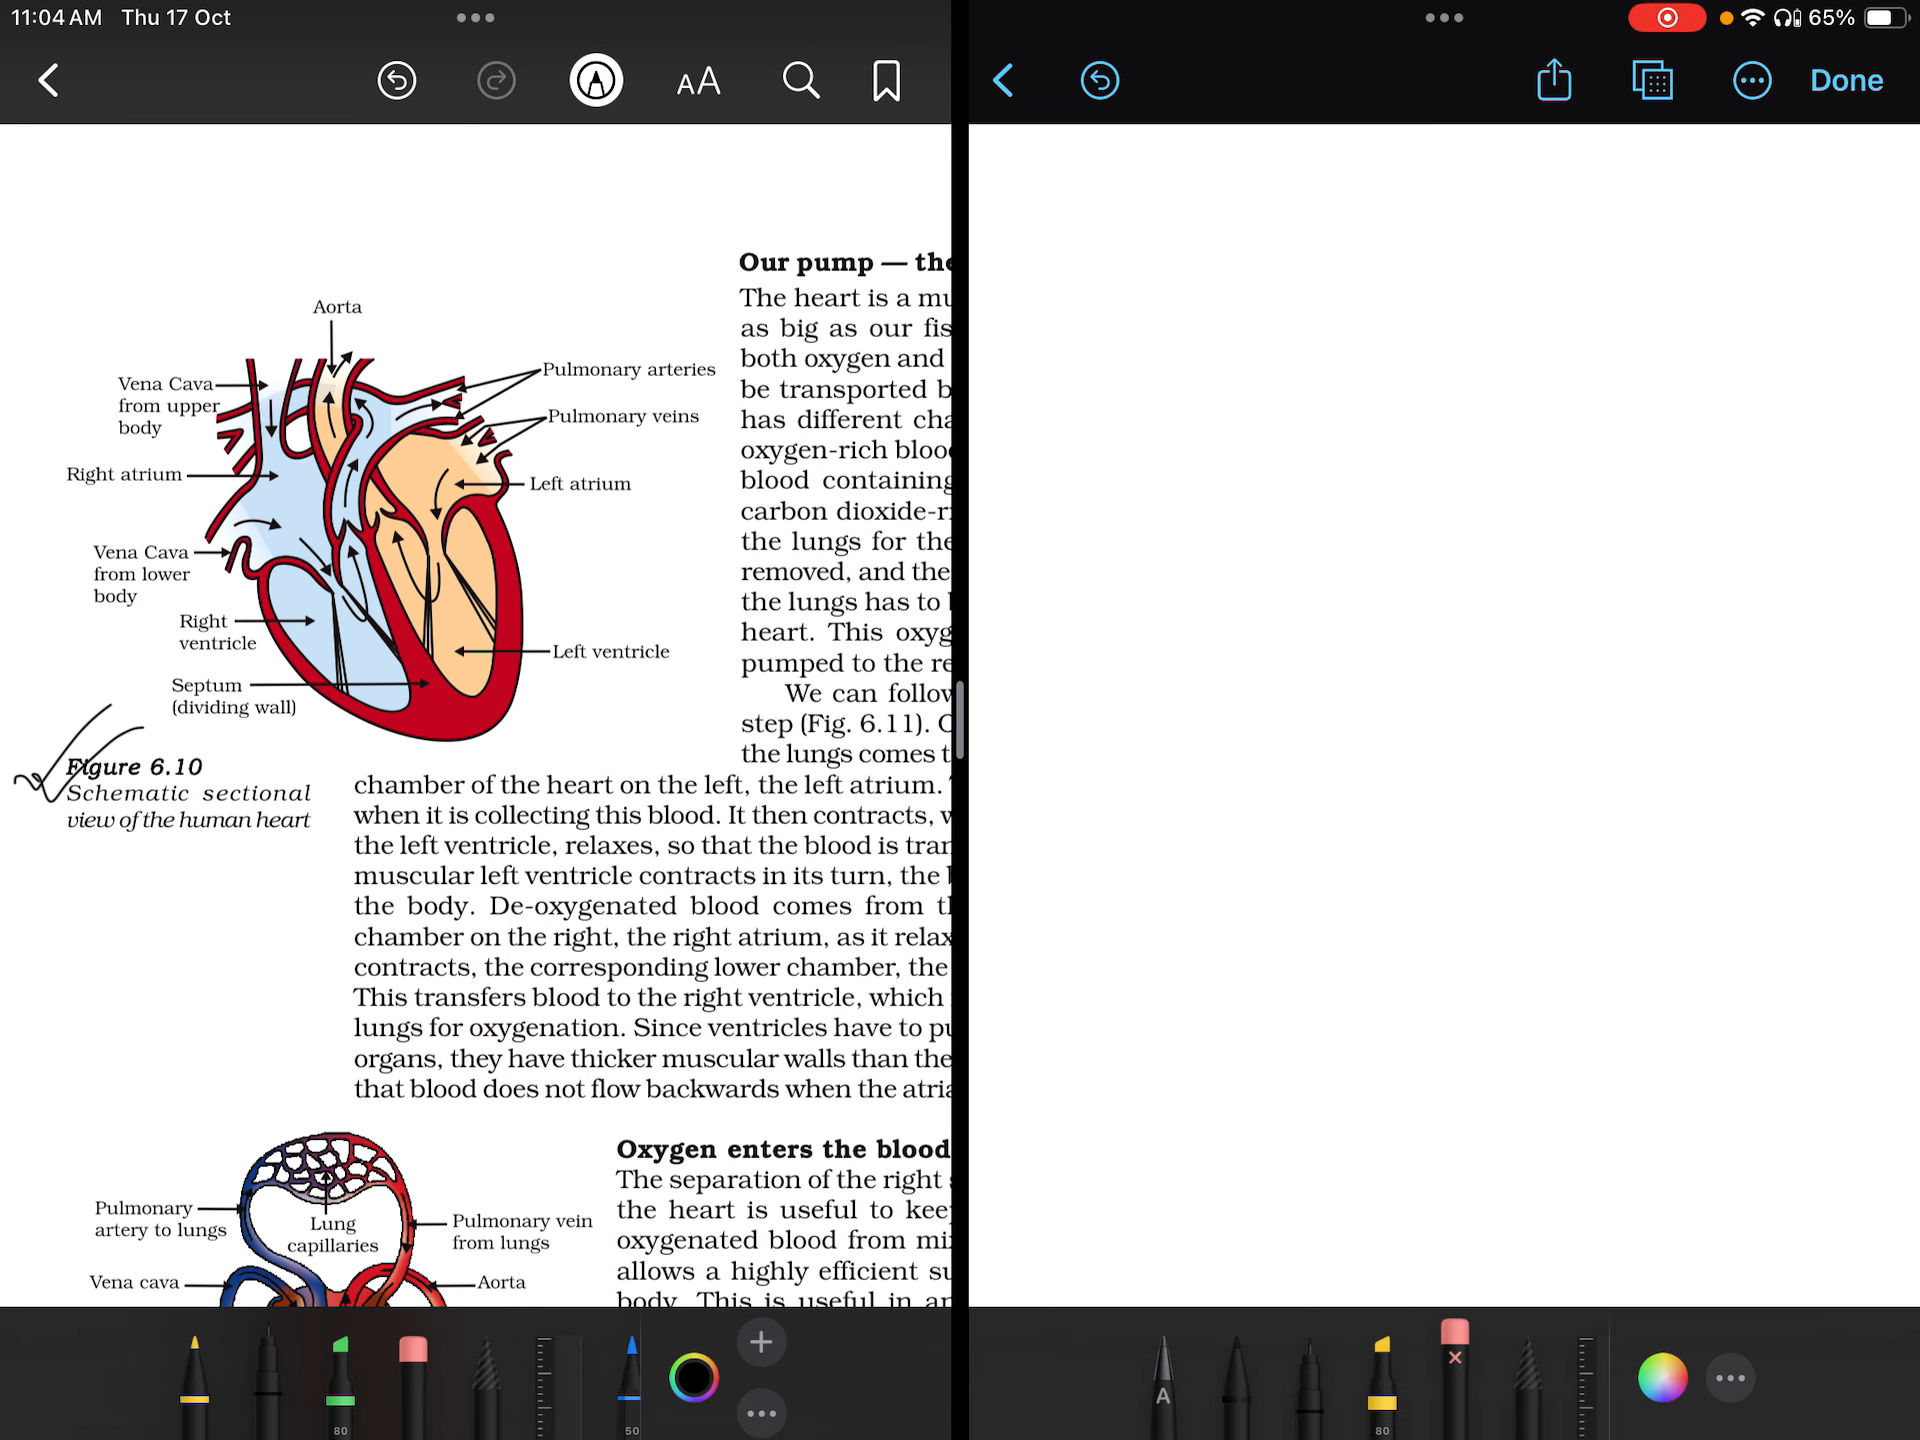 11:04 AM Thu 17 Oct
65%
AA
Done
Our pump — the
The heart is a mu
as big as our fis
both oxygen and
be transported b
has different cha
oxygen-rich bloo
blood containing
carbon dioxide-r
the lungs for the
removed, and the
the lungs has to
heart. This oxyg
pumped to the re
We can follow
step (Fig. 6.11).
the lungs comes t
Aorta
Pulmonary arteries
Vena Cava
from upper
body
Pulmonary veins
Right atrium
Left atrium
Vena Cava
from lower
body
Right
ventricle
Left ventricle
Septum
(dividing wall)
Figure 6.10
Schematic sectional
view of the human heart
chamber of the heart on the left, the left atrium.
when it is collecting this blood. It then contracts, w
the left ventricle, relaxes, so that the blood is tran
muscular left ventricle contracts in its turn, the
the body. De-oxygenated blood comes from t
chamber on the right, the right atrium, as it relax
contracts, the corresponding lower chamber, the
This transfers blood to the right ventricle, which
lungs for oxygenation. Since ventricles have to pu
organs, they have thicker muscular walls than the
that blood does not flow backwards when the atria
Oxygen enters the blood
The separation of the right
the heart is useful to keep
oxygenated blood from mi
allows a highly efficient su
body. This is useful in an
Pulmonary
artery to lungs
Lung
capillaries
Pulmonary vein
from lungs
Vena cava
Aorta
80
50
A
80